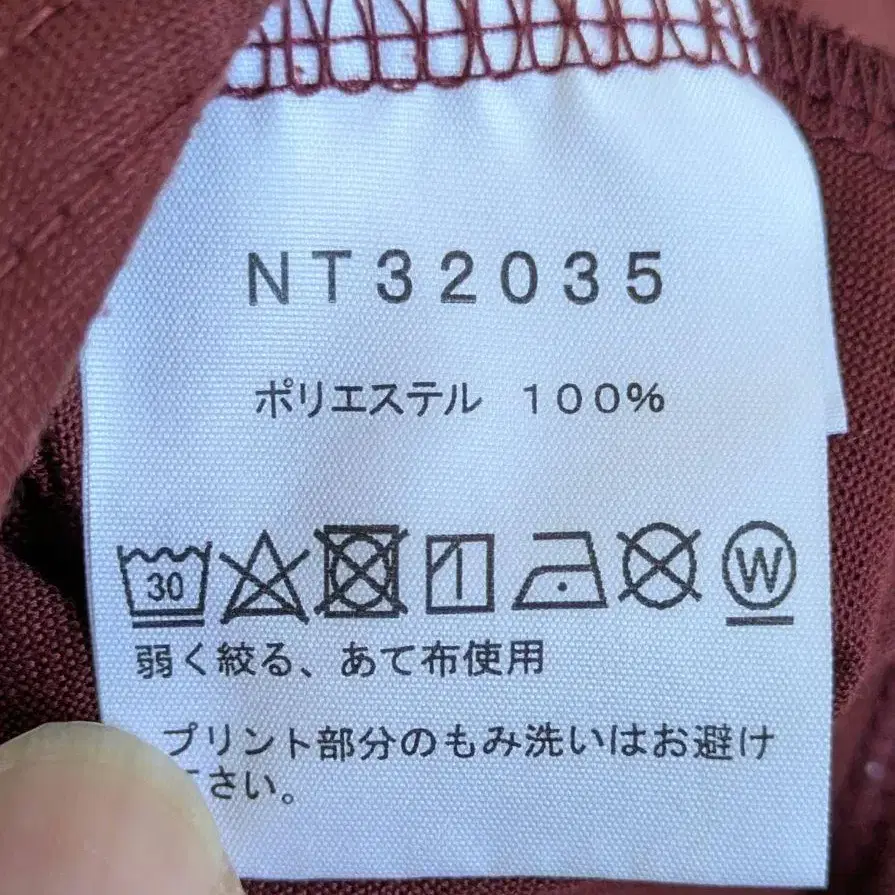 NT32035
ポリエステル 100%
30 W
弱く絞る、あて布使用
プリント部分のもみ洗いはお避け
さい。